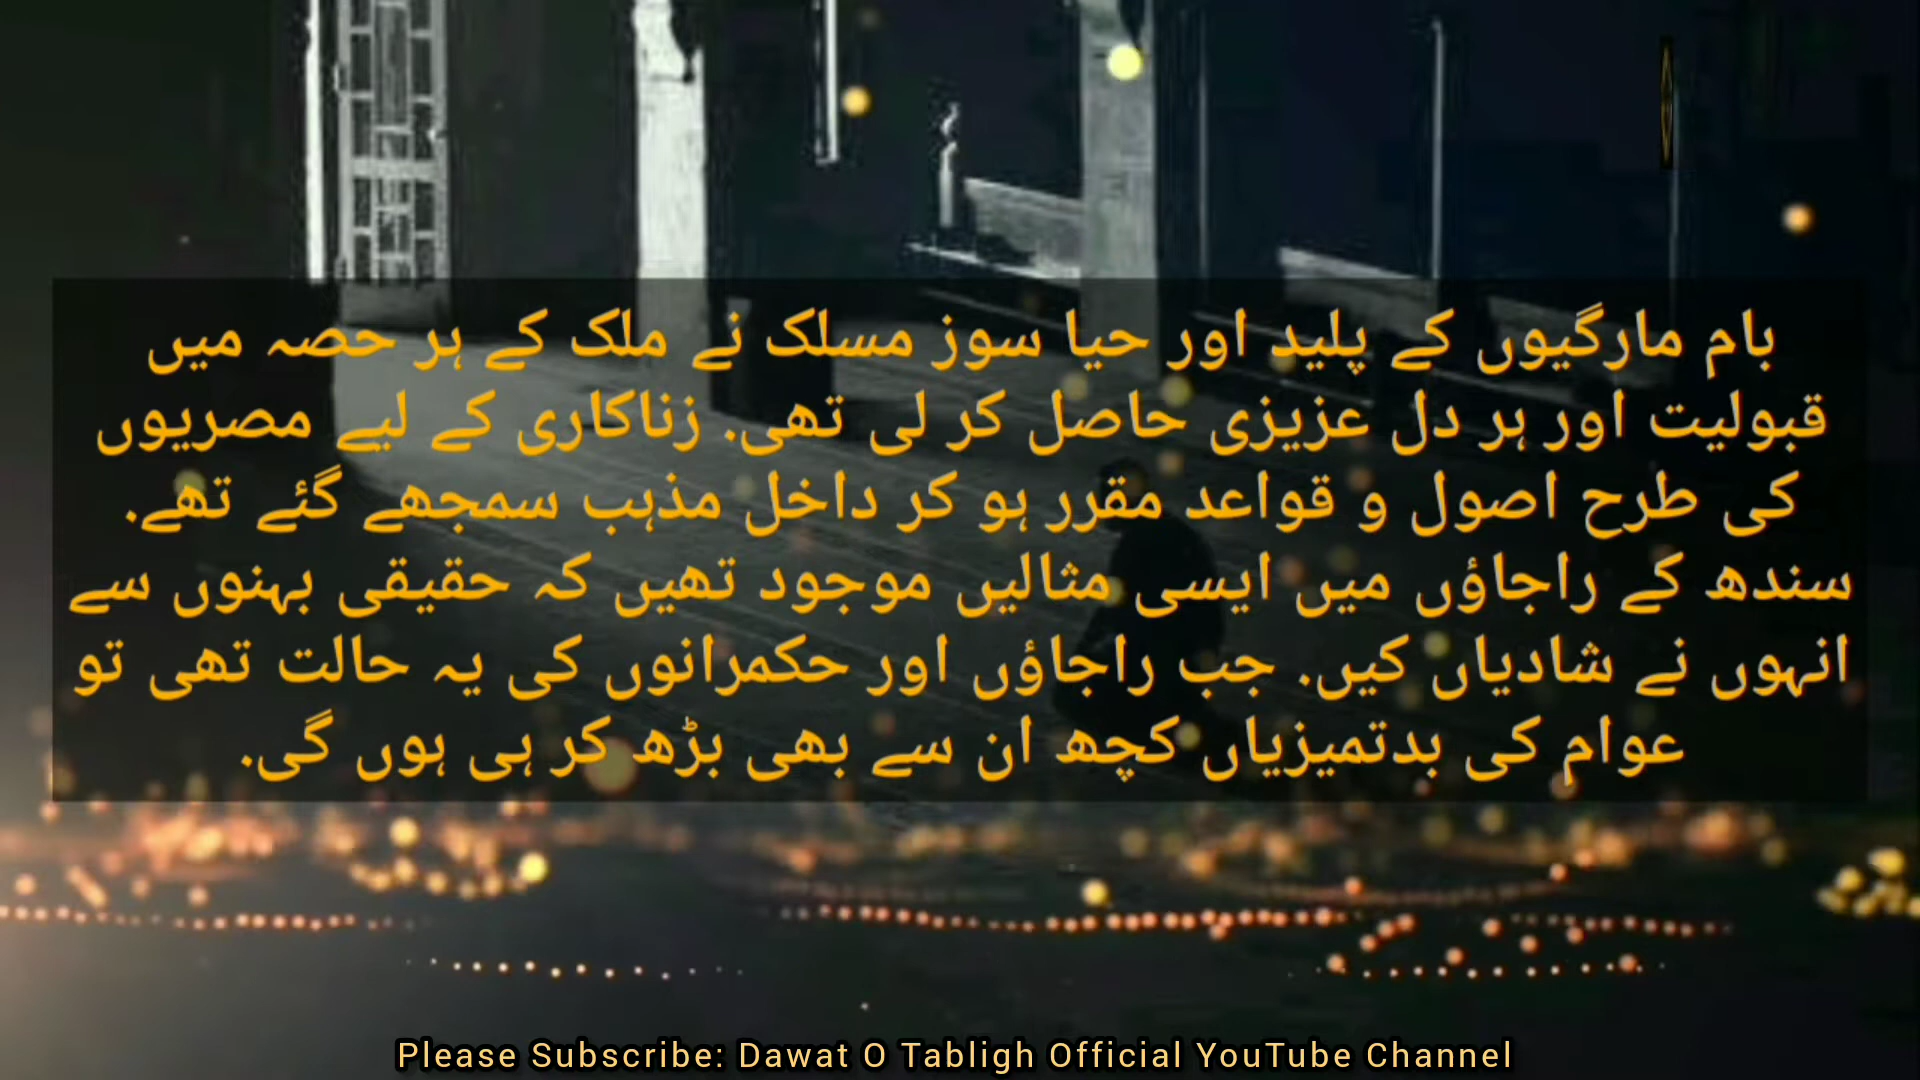 بام مارگیوں کے پلید اور حیا سوز مسلک نے ملک کے ہر حصہ میں
قبولیت اور ہر دل عزیزی حاصل کر لی تھی. زناکاری کے لیے مصریوں
کی طرح اصول و قواعد مقرر ہو کر داخل مذہب سمجھے گئے تھے.
سندھ کے راجاؤں میں ایسی مثالیں موجود تھیں کہ حقیقی بہنوں سے
انہوں نے شادیاں کیں. جب راجاؤں اور حکمرانوں کی یہ حالت تھی تو
عوام کی بدتمیزیاں کچھ ان سے بھی بڑھ کر ہی ہوں گی.
Please Subscribe: Dawat O Tabligh Official YouTube Channel